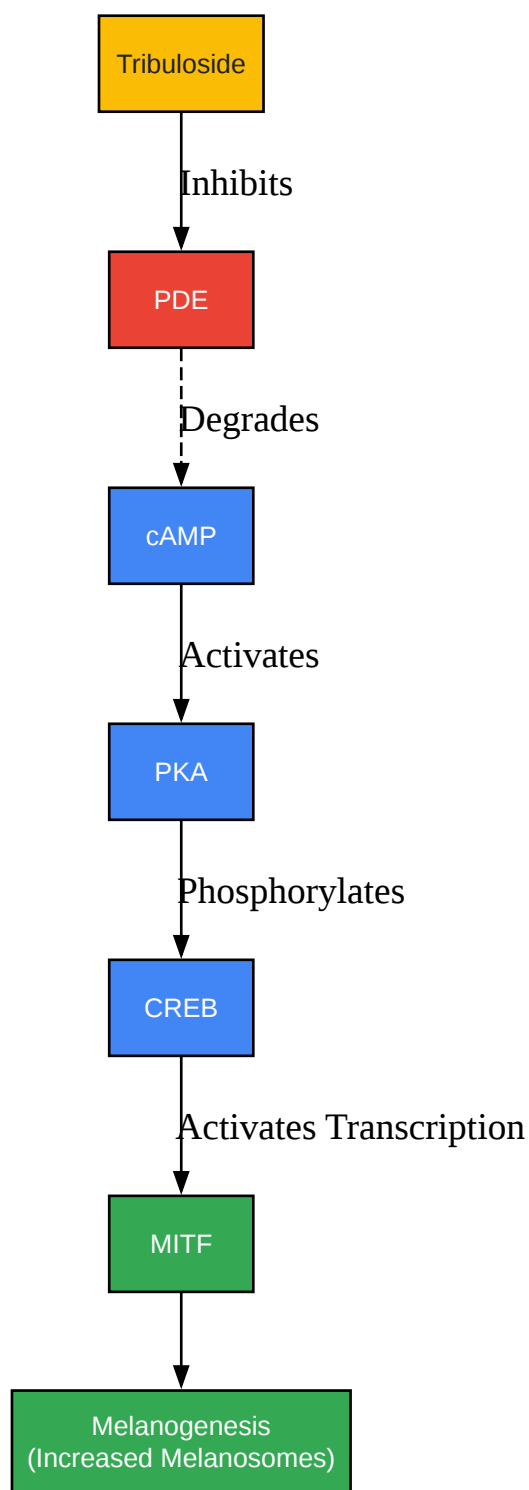 Tribuloside
Inhibits
PDE
Degrades
cAMP
Activates
PKA
Phosphorylates
CREB
Activates Transcription
MITF
Melanogenesis
(Increased Melanosomes)